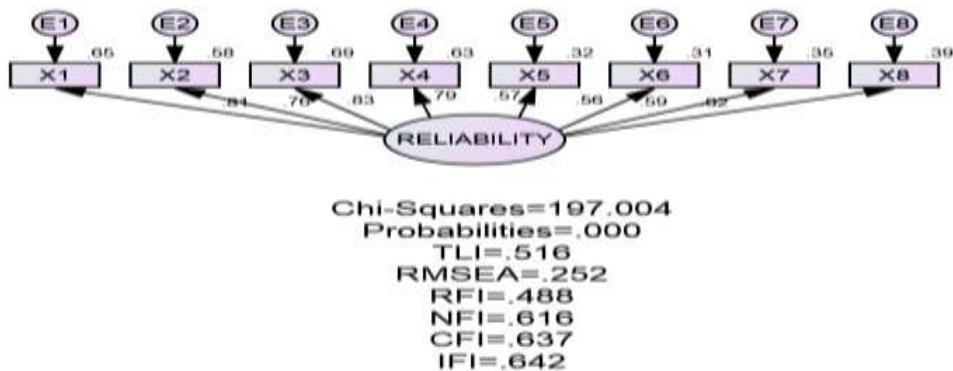 E1 E2 E3 E4 E5 E6 E7 E8
.65 .58 .69 .63 .32 .31 .35 .39
X1 X2 X3 X4 X5 X6 X7 X8
.81 .76 .83 .79 .57 .56 .59 .62
RELIABILITY
Chi-Squares=197.004
Probabilities=.000
TLI=.516
RMSEA=.252
RFI=.488
NFI=.616
CFI=.637
IFI=.642